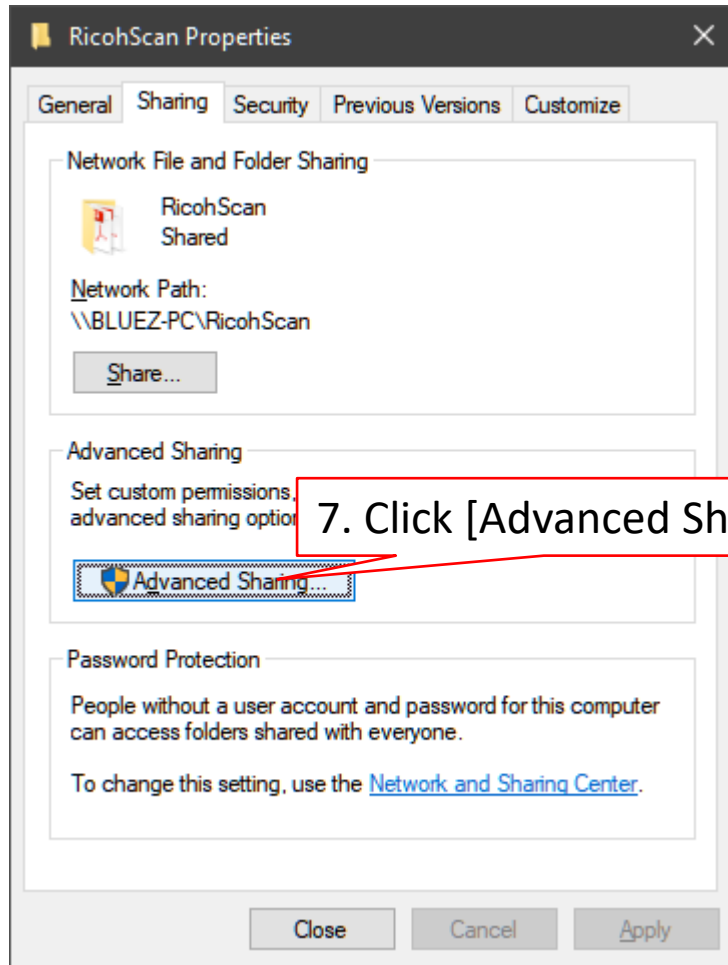 RicohScan Properties
General Sharing Security Previous Versions Customize
Network File and Folder Sharing
RicohScan
Shared
Network Path:
\\BLUEZ-PC\RicohScan
Share...
Advanced Sharing
Set custom permissions,
advanced sharing option
7. Click [Advanced Sh
Advanced Sharing...
Password Protection
People without a user account and password for this computer
can access folders shared with everyone.
To change this setting, use the Network and Sharing Center.
Close Cancel Apply